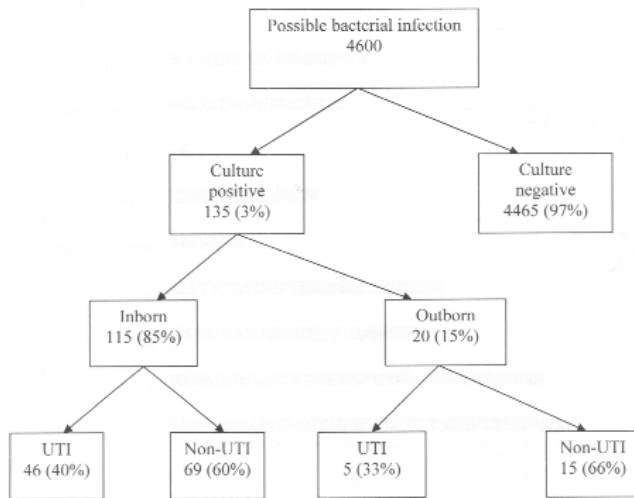 Possible bacterial infection
4600
Culture
positive
135 (3%)
Culture
negative
4465 (97%)
Inborn
115 (85%)
Outborn
20 (15%)
UTI
46 (40%)
Non-UTI
69 (60%)
UTI
5 (33%)
Non-UTI
15 (66%)